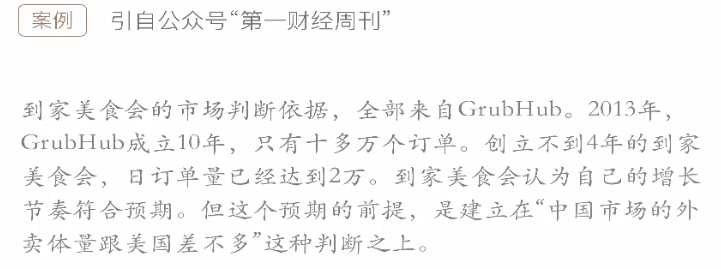 案例 引自公众号“第一财经周刊”
到家美食会的市场判断依据，全部来自GrubHub。2013年，
GrubHub成立10年，只有十多万个订单。创立不到4年的到家
美食会，日订单量已经达到2万。到家美食会认为自己的增长
节奏符合预期。但这个预期的前提，是建立在“中国市场的外
卖体量跟美国差不多”这种判断之上。